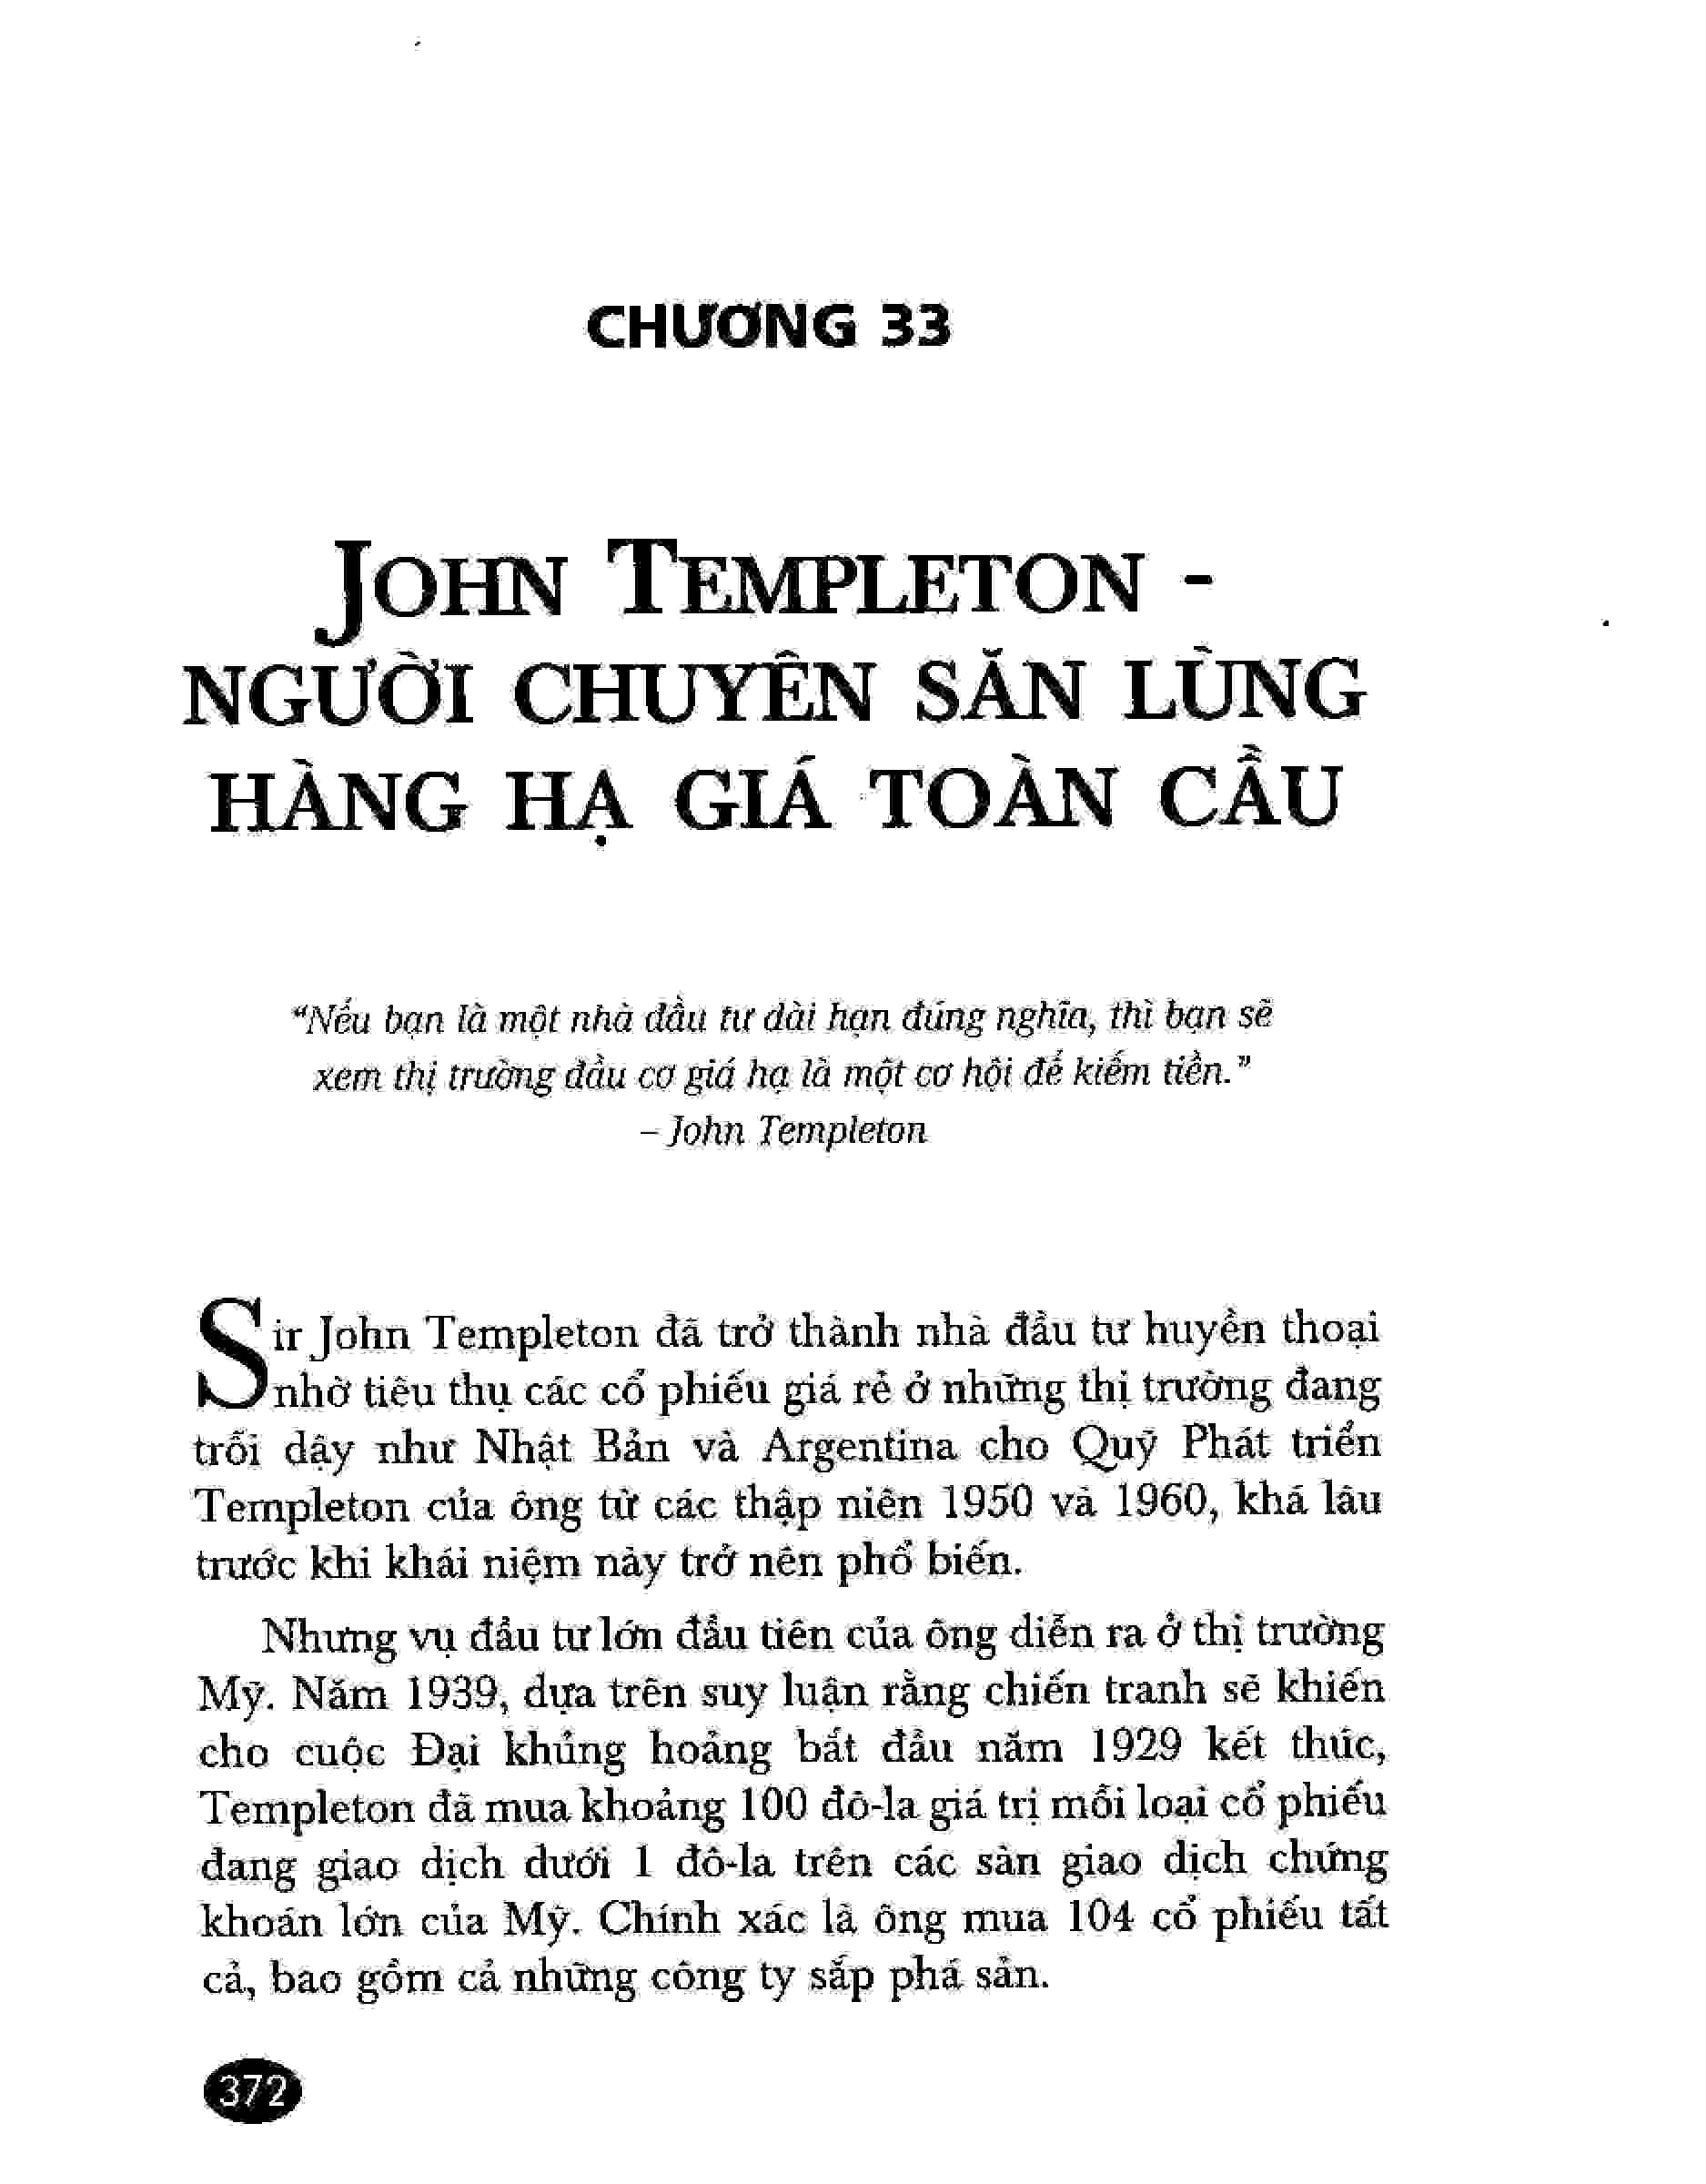 CHƯƠNG 33
JOHN TEMPLETON -
NGƯỜI CHUYÊN SĂN LÙNG
HÀNG HẠ GIÁ TOÀN CẦU
“Nếu bạn là một nhà đầu tư dài hạn đúng nghĩa, thì bạn sẽ
xem thị trường đầu cơ giá hạ là một cơ hội để kiếm tiền.”
– John Templeton
Sir John Templeton đã trở thành nhà đầu tư huyền thoại
nhờ tiêu thụ các cổ phiếu giá rẻ ở những thị trường đang
trỗi dậy như Nhật Bản và Argentina cho Quỹ Phát triển
Templeton của ông từ các thập niên 1950 và 1960, khá lâu
trước khi khái niệm này trở nên phổ biến.
Nhưng vụ đầu tư lớn đầu tiên của ông diễn ra ở thị trường
Mỹ. Năm 1939, dựa trên suy luận rằng chiến tranh sẽ khiến
cho cuộc Đại khủng hoảng bắt đầu năm 1929 kết thúc,
Templeton đã mua khoảng 100 đô-la giá trị mỗi loại cổ phiếu
đang giao dịch dưới 1 đô-la trên các sàn giao dịch chứng
khoán lớn của Mỹ. Chính xác là ông mua 104 cổ phiếu tất
cả, bao gồm cả những công ty sắp phá sản.
372